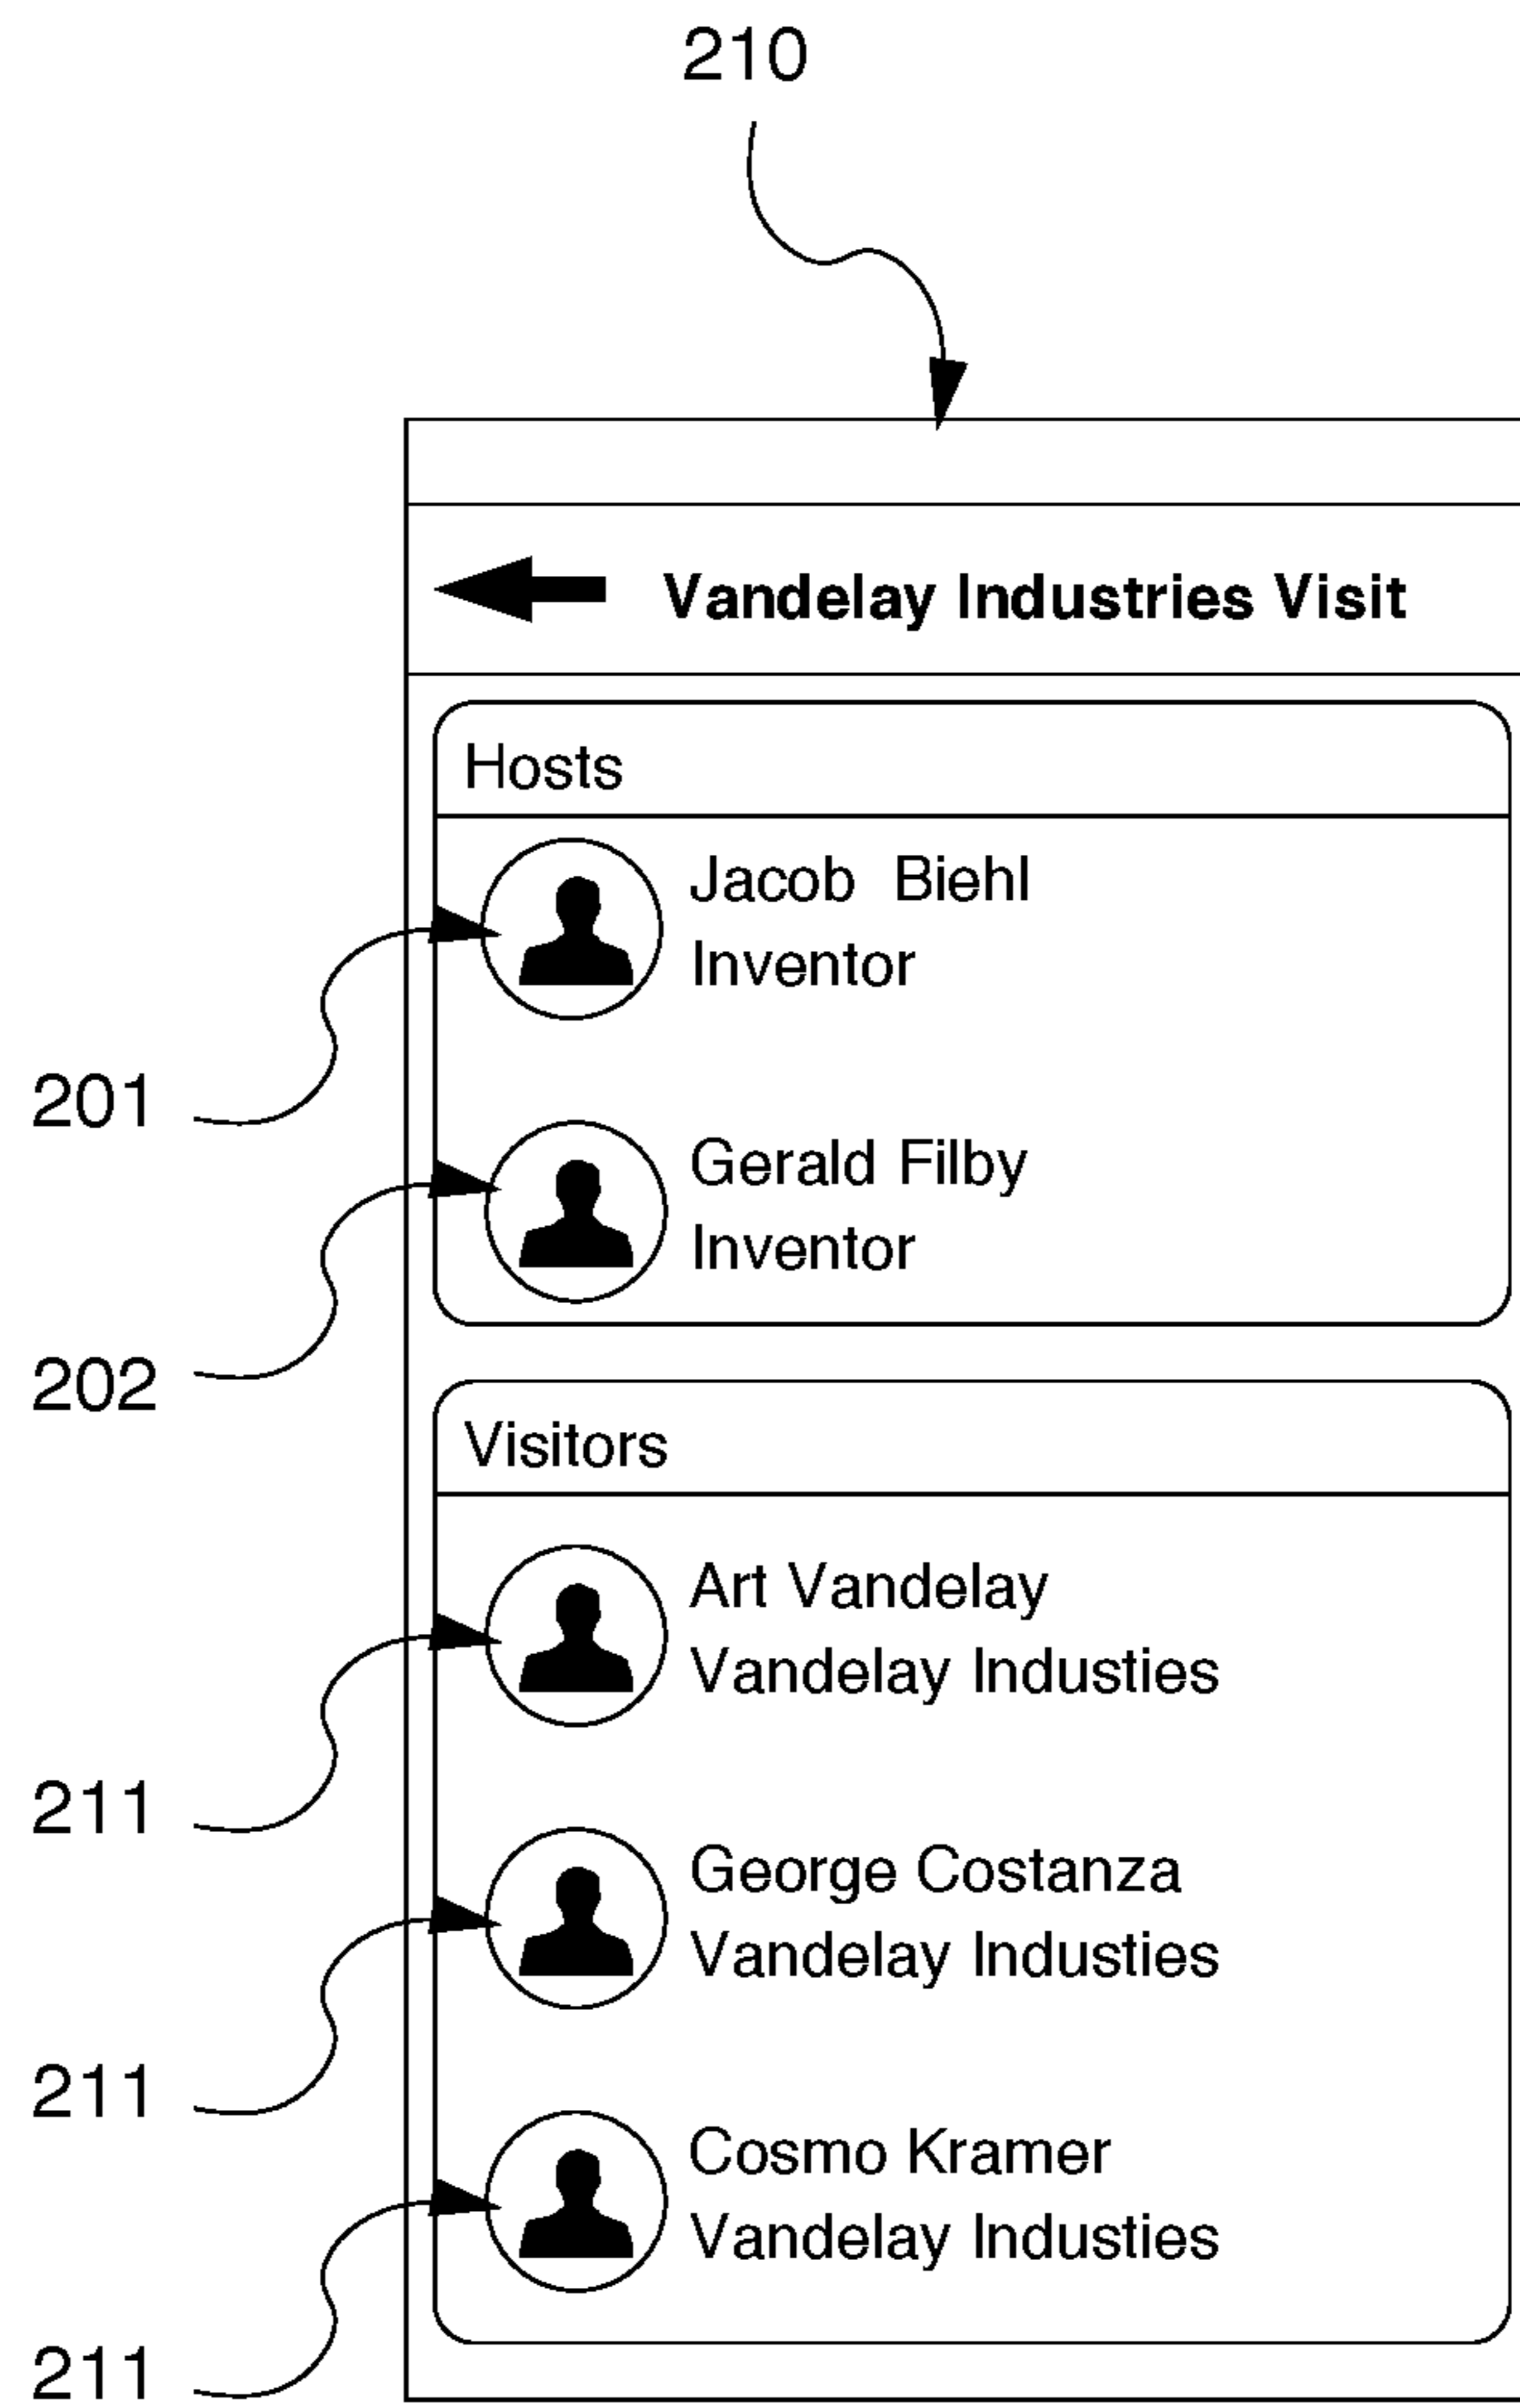 210
Vandelay Industries Visit
Hosts
Jacob Biehl
Inventor
201
Gerald Filby
Inventor
202
Visitors
Art Vandelay
Vandelay Industies
211
George Costanza
Vandelay Industies
211
Cosmo Kramer
Vandelay Industies
211